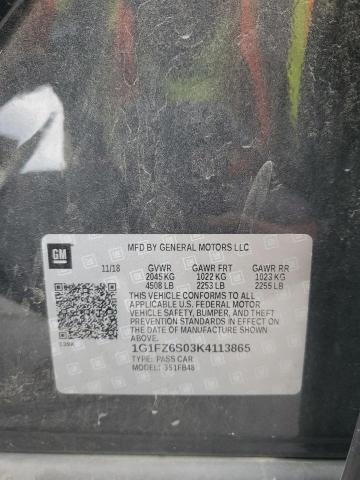 GM
MFD BY GENERAL MOTORS LLC
11/18 GVWR GAWR FRT GAWR RR
2045 KG 1022 KG 1023 KG
4508 LB 2253 LB 2255 LB
THIS VEHICLE CONFORMS TO ALL
APPLICABLE U.S. FEDERAL MOTOR
VEHICLE SAFETY, BUMPER, AND THEFT
PREVENTION STANDARDS IN EFFECT ON
THE DATE OF MANUFACTURE SHOWN
ABOVE.
1G1FZ6S03K4113865
TYPE: PASS CAR
MODEL: 3S1FB48